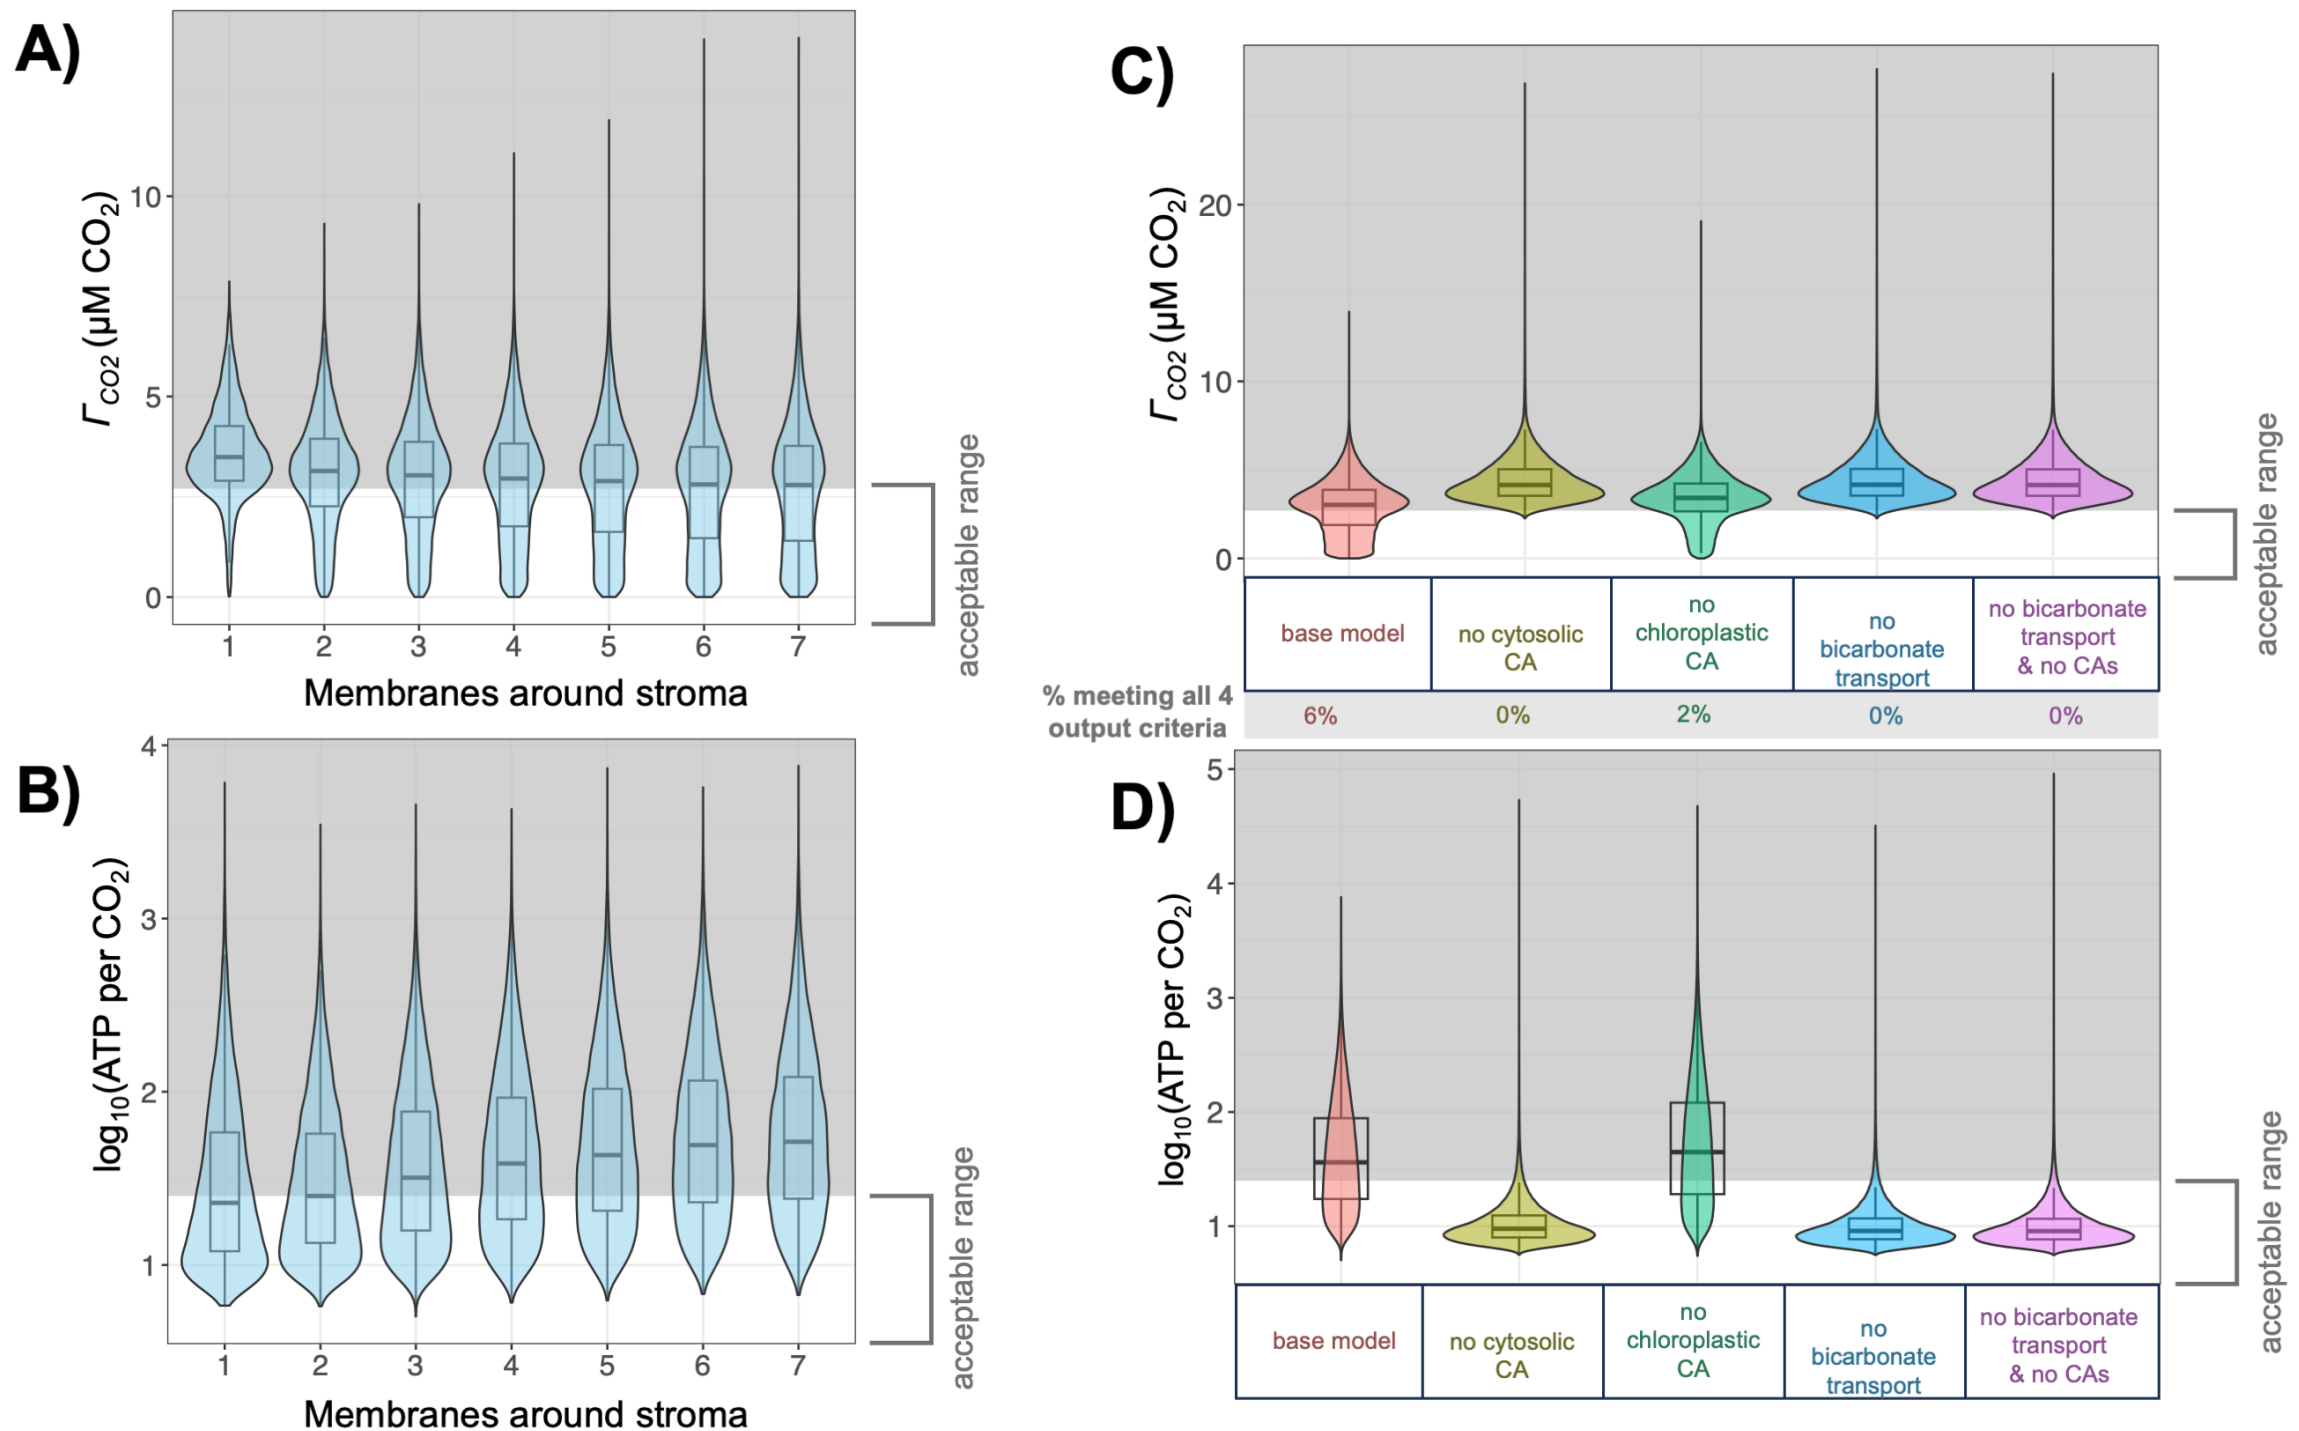 A)
10
5
0
ΓCO2 (μM CO2)
1 2 3 4 5 6 7
Membranes around stroma
acceptable range
B)
4
3
2
1
log10(ATP per CO2)
1 2 3 4 5 6 7
Membranes around stroma
acceptable range
C)
20
10
0
ΓCO2 (μM CO2)
acceptable range
base model
no cytosolic
CA
no
chloroplastic
CA
no
bicarbonate
transport
no bicarbonate
transport
& no CAs
% meeting all 4
output criteria
6% 0% 2% 0% 0%
D)
5
4
3
2
1
log10(ATP per CO2)
acceptable range
base model
no cytosolic
CA
no
chloroplastic
CA
no
bicarbonate
transport
no bicarbonate
transport
& no CAs